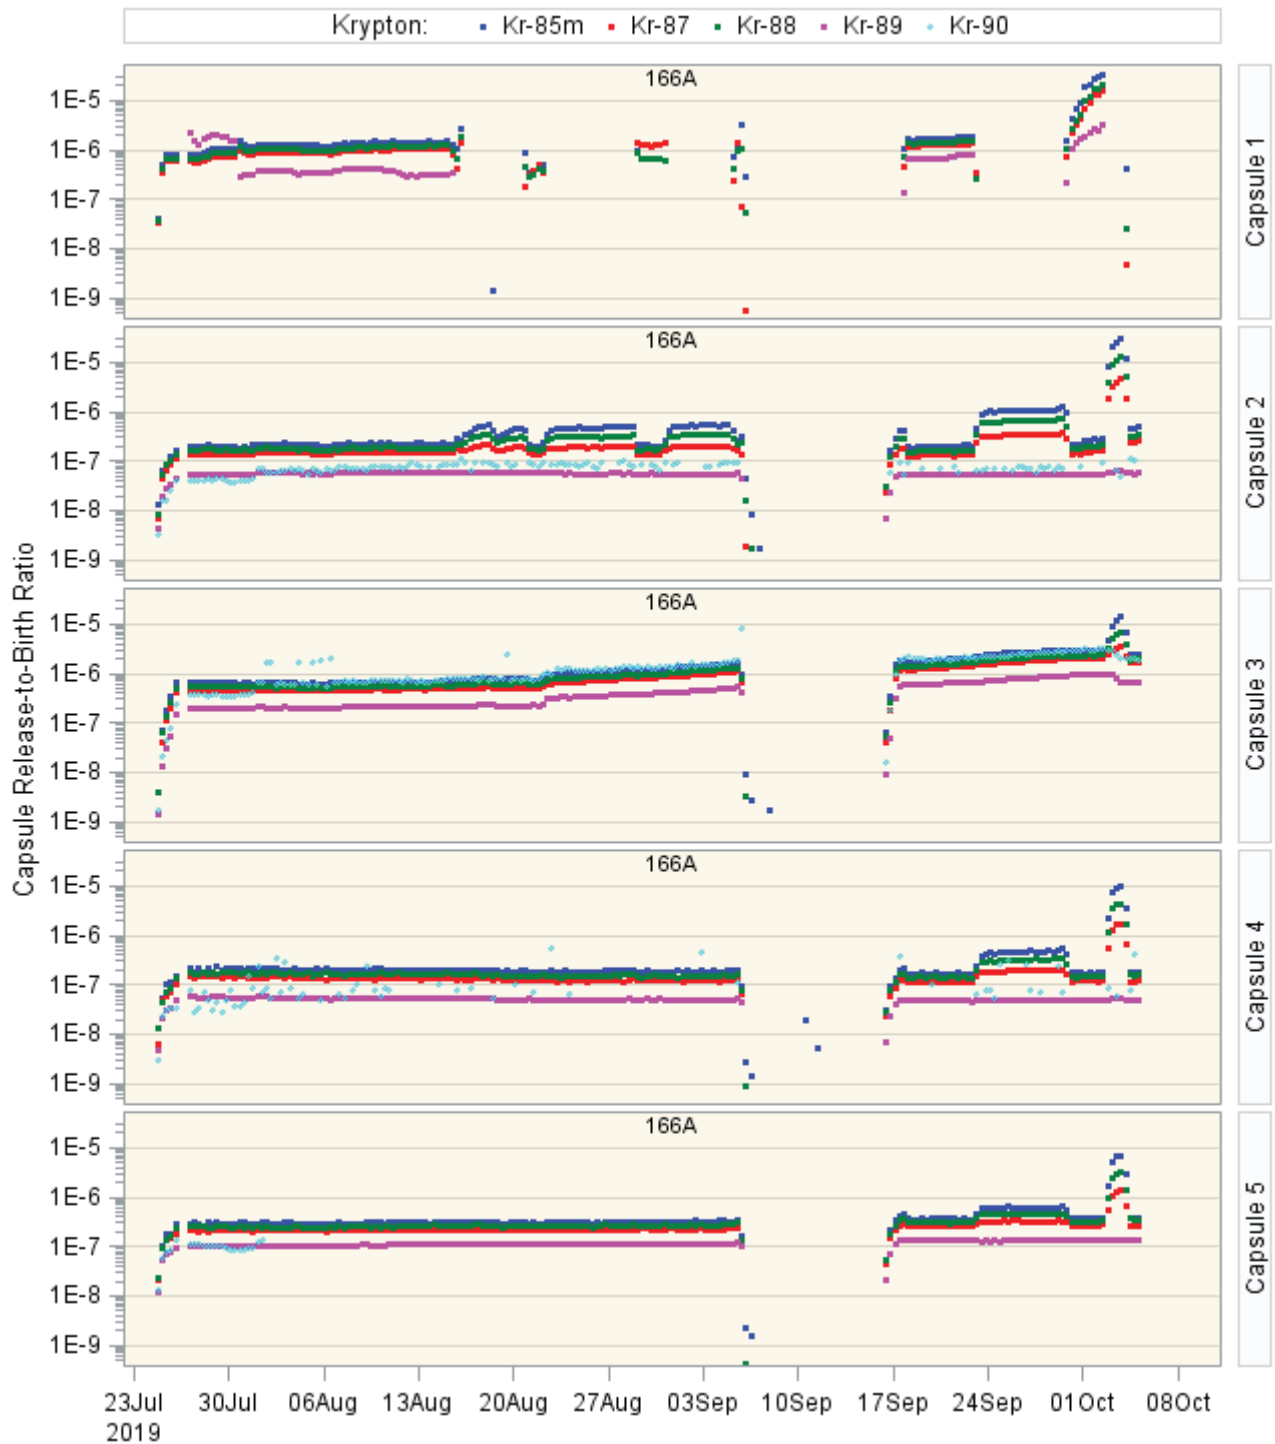 Krypton: Kr-85m Kr-87 Kr-88 Kr-89 Kr-90
Capsule Release-to-Birth Ratio
166A
1E-5
1E-6
1E-7
1E-8
1E-9
Capsule 1
166A
1E-5
1E-6
1E-7
1E-8
1E-9
Capsule 2
166A
1E-5
1E-6
1E-7
1E-8
1E-9
Capsule 3
166A
1E-5
1E-6
1E-7
1E-8
1E-9
Capsule 4
166A
1E-5
1E-6
1E-7
1E-8
1E-9
Capsule 5
23Jul 30Jul 06Aug 13Aug 20Aug 27Aug 03Sep 10Sep 17Sep 24Sep 01Oct 08Oct
2019